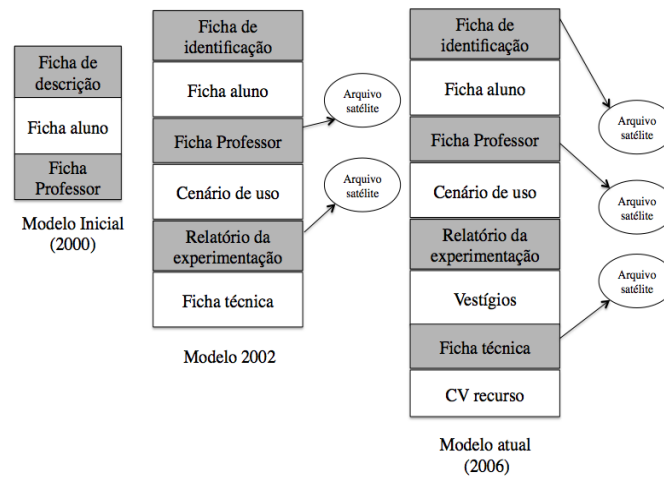 Ficha de
descrição
Ficha aluno
Ficha
Professor
Modelo Inicial
(2000)
Ficha de
identificação
Ficha aluno
Ficha Professor
Cenário de uso
Relatório da
experimentação
Ficha técnica
Modelo 2002
Arquivo
satélite
Arquivo
satélite
Ficha de
identificação
Ficha aluno
Ficha Professor
Cenário de uso
Relatório da
experimentação
Vestígios
Ficha técnica
CV recurso
Modelo atual
(2006)
Arquivo
satélite
Arquivo
satélite
Arquivo
satélite